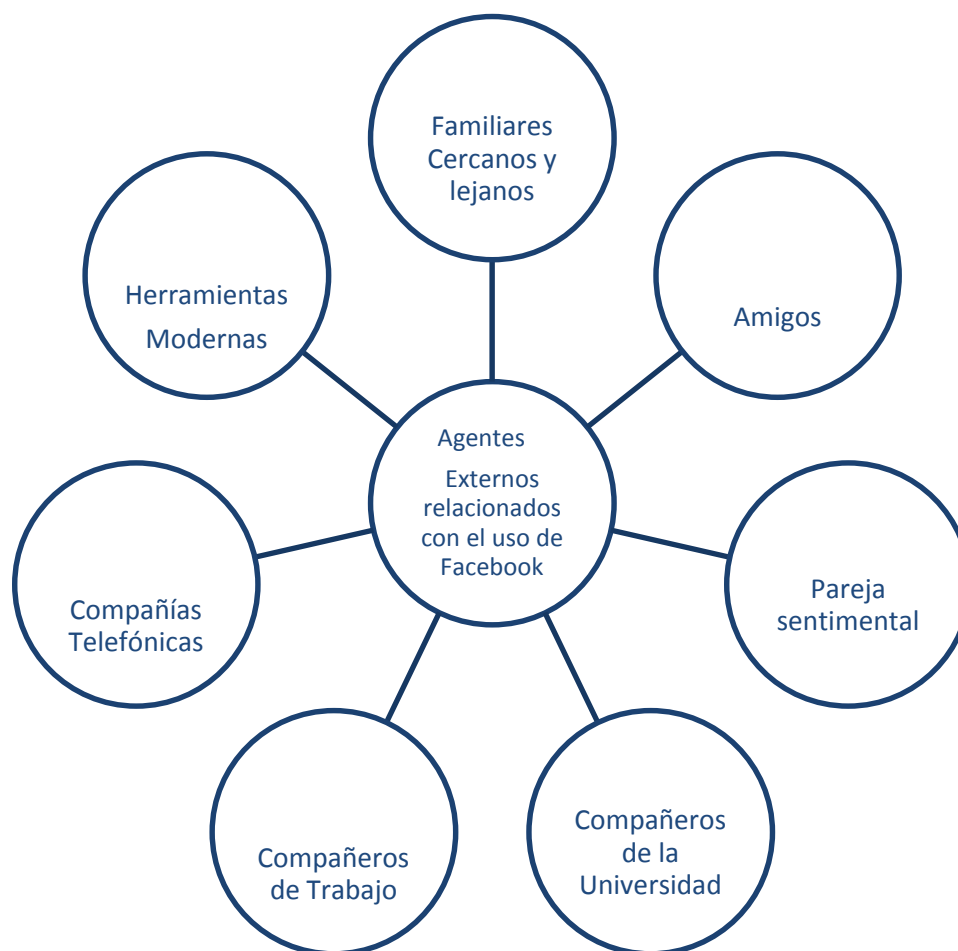 Familiares
Cercanos y
lejanos
Amigos
Pareja
sentimental
Compañeros
de la
Universidad
Compañeros
de Trabajo
Compañías
Telefónicas
Herramientas
Modernas
Agentes
Externos
relacionados
con el uso de
Facebook